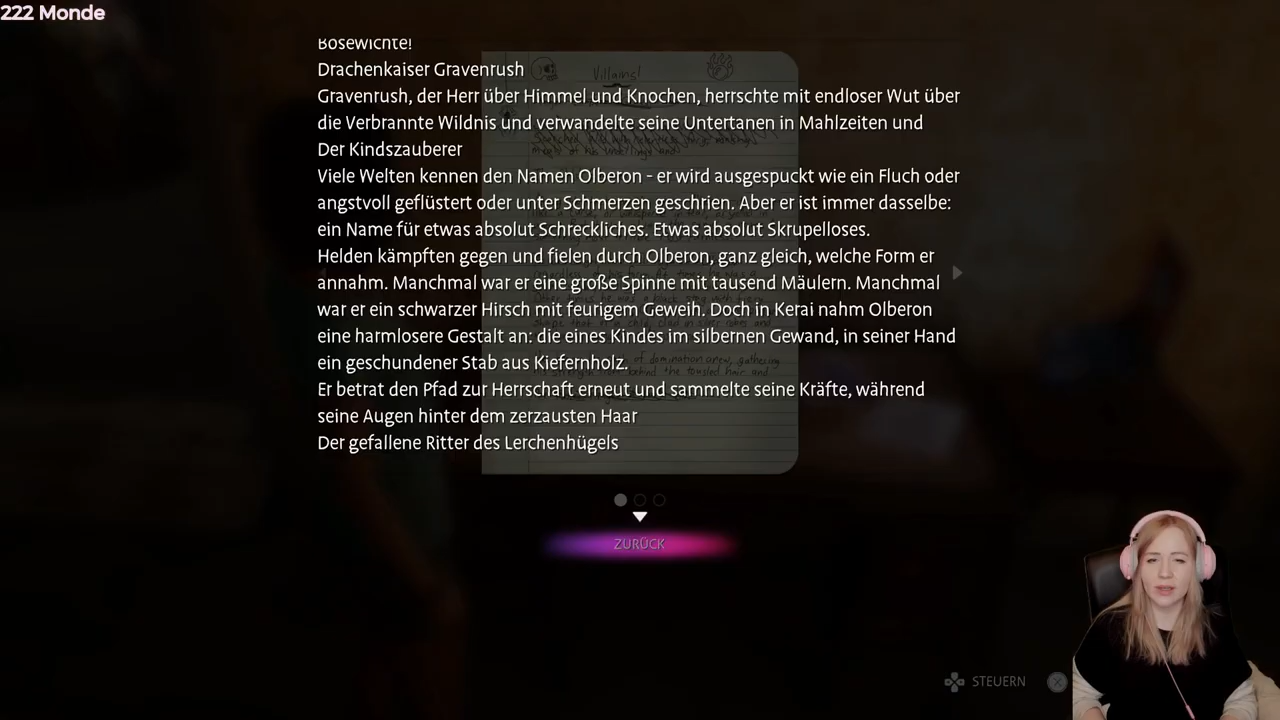 222 Monde
Bösewichte!
Drachenkaiser Gravenrush
Villains!
Gravenrush, der Herr über Himmel und Knochen, herrschte mit endloser Wut über
die Verbrannte Wildnis und verwandelte seine Untertanen in Mahlzeiten und
Der Kindszauberer
Viele Welten kennen den Namen Olberon - er wird ausgespuckt wie ein Fluch oder
angstvoll geflüstert oder unter Schmerzen geschrien. Aber er ist immer dasselbe:
ein Name für etwas absolut Schreckliches. Etwas absolut Skrupelloses.
Helden kämpften gegen und fielen durch Olberon, ganz gleich, welche Form er
annahm. Manchmal war er eine große Spinne mit tausend Mäulern. Manchmal
war er ein schwarzer Hirsch mit feurigem Geweih. Doch in Kerai nahm Olberon
eine harmlosere Gestalt an: die eines Kindes im silbernen Gewand, in seiner Hand
ein geschundener Stab aus Kiefernholz.
of domination anew, gathering
Er betrat den Pfad zur Herrschaft erneut und sammelte seine Kräfte, während
seine Augen hinter dem zerzausten Haar
Der gefallene Ritter des Lerchenhügels
ZURÜCK
STEUERN